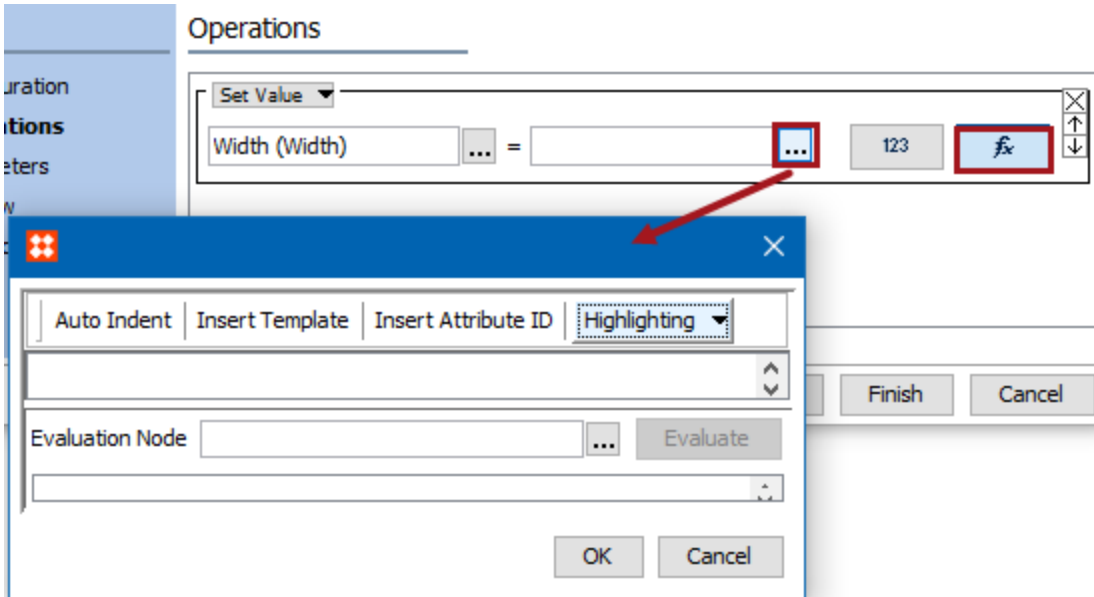 Operations
uration
Set Value
ations
Width (Width) ... = ... 123 fx
eters
w
Auto Indent Insert Template Insert Attribute ID Highlighting
Finish Cancel
Evaluation Node ... Evaluate
OK Cancel